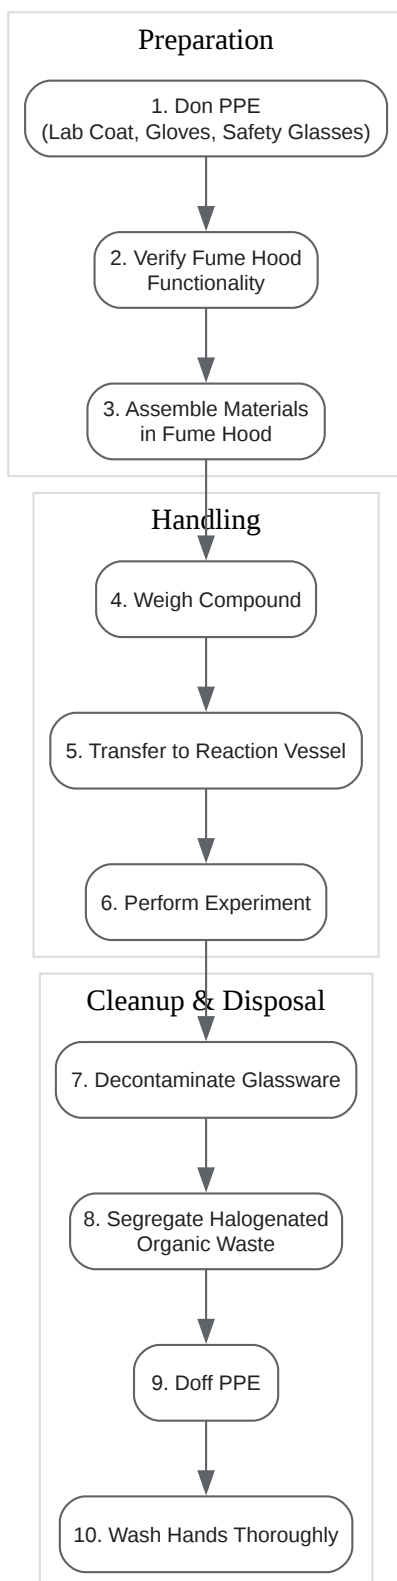 Preparation
1. Don PPE
(Lab Coat, Gloves, Safety Glasses)
2. Verify Fume Hood
Functionality
3. Assemble Materials
in Fume Hood
Handling
4. Weigh Compound
5. Transfer to Reaction Vessel
6. Perform Experiment
Cleanup & Disposal
7. Decontaminate Glassware
8. Segregate Halogenated
Organic Waste
9. Doff PPE
10. Wash Hands Thoroughly